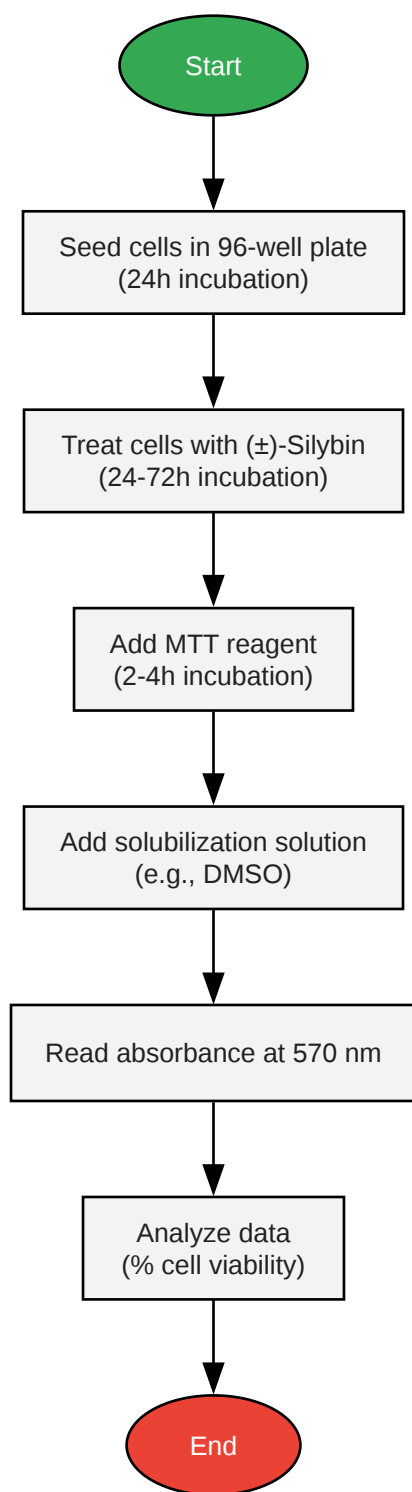 Start
Seed cells in 96-well plate
(24h incubation)
Treat cells with (±)-Silybin
(24-72h incubation)
Add MTT reagent
(2-4h incubation)
Add solubilization solution
(e.g., DMSO)
Read absorbance at 570 nm
Analyze data
(% cell viability)
End